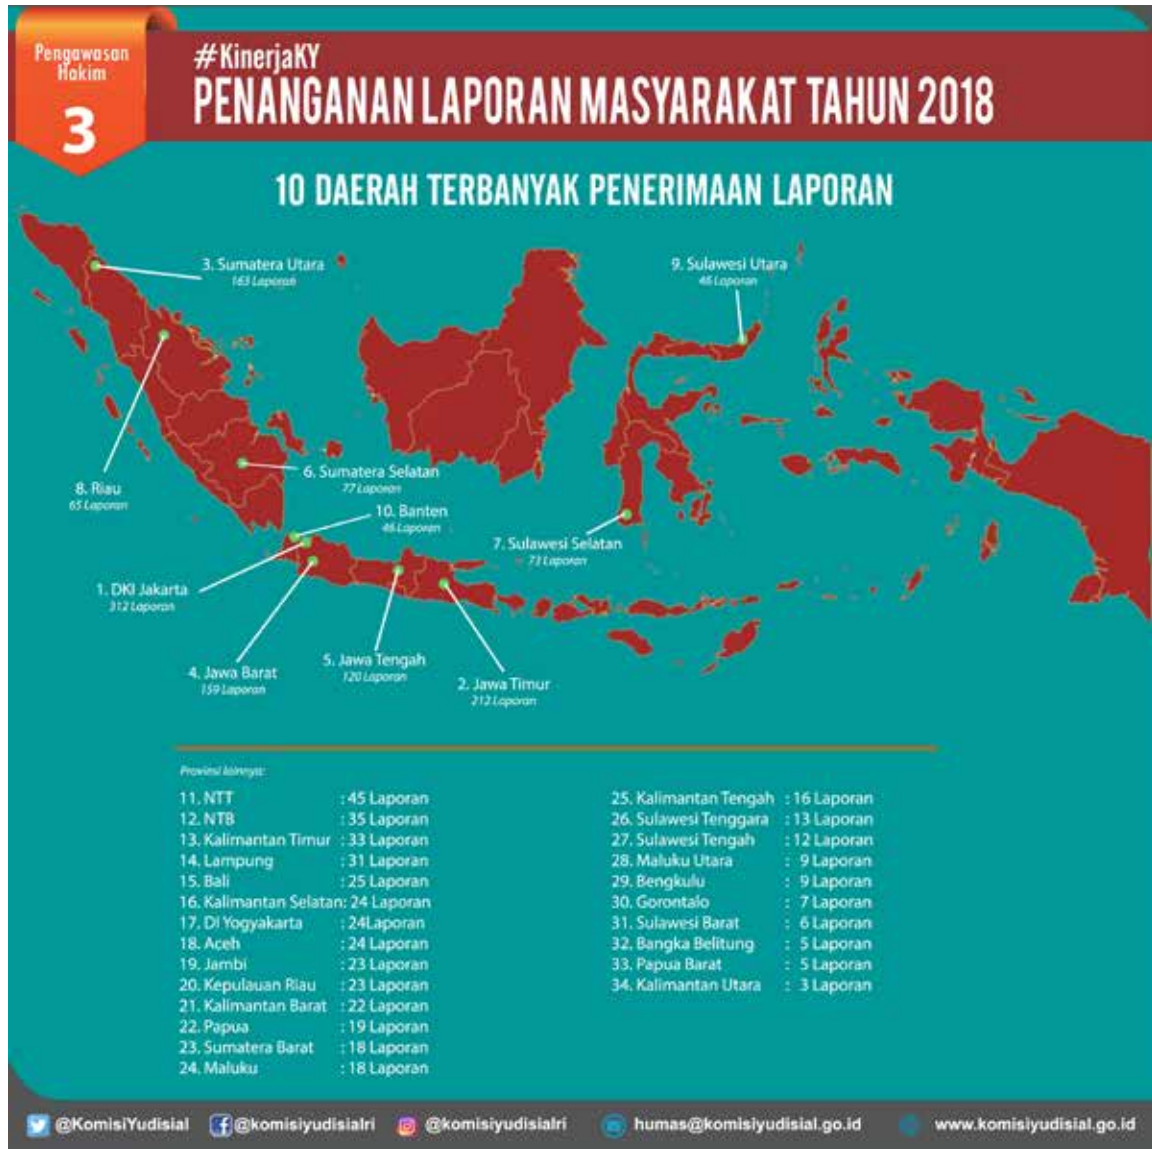 Pengawasan
Hakim
3
#KinerjaKY
PENANGANAN LAPORAN MASYARAKAT TAHUN 2018
10 DAERAH TERBANYAK PENERIMAAN LAPORAN
3. Sumatera Utara
163 Laporan
9. Sulawesi Utara
46 Laporan
8. Riau
65 Laporan
6. Sumatera Selatan
77 Laporan
10. Banten
46 Laporan
7. Sulawesi Selatan
73 Laporan
1. DKI Jakarta
312 Laporan
4. Jawa Barat
159 Laporan
5. Jawa Tengah
120 Laporan
2. Jawa Timur
212 Laporan
Provinsi lainnya:
11. NTT : 45 Laporan
12. NTB : 35 Laporan
13. Kalimantan Timur : 33 Laporan
14. Lampung : 31 Laporan
15. Bali : 25 Laporan
16. Kalimantan Selatan: 24 Laporan
17. DI Yogyakarta : 24Laporan
18. Aceh : 24 Laporan
19. Jambi : 23 Laporan
20. Kepulauan Riau : 23 Laporan
21. Kalimantan Barat : 22 Laporan
22. Papua : 19 Laporan
23. Sumatera Barat : 18 Laporan
24. Maluku : 18 Laporan
25. Kalimantan Tengah : 16 Laporan
26. Sulawesi Tenggara : 13 Laporan
27. Sulawesi Tengah : 12 Laporan
28. Maluku Utara : 9 Laporan
29. Bengkulu : 9 Laporan
30. Gorontalo : 7 Laporan
31. Sulawesi Barat : 6 Laporan
32. Bangka Belitung : 5 Laporan
33. Papua Barat : 5 Laporan
34. Kalimantan Utara : 3 Laporan
@KomisiYudisial @komisiyudisialri @komisiyudisialri humas@komisiyudisial.go.id www.komisiyudisial.go.id